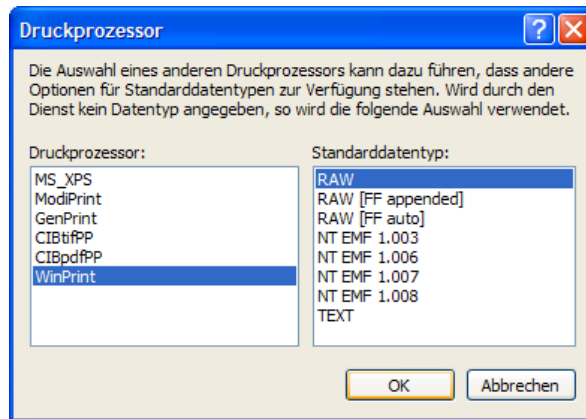 Druckprozessor
Die Auswahl eines anderen Druckprozessors kann dazu führen, dass andere
Optionen für Standarddatentypen zur Verfügung stehen. Wird durch den
Dienst kein Datentyp angegeben, so wird die folgende Auswahl verwendet.
Druckprozessor:
MS_XPS
ModiPrint
GenPrint
CIBtifPP
CIBpdfPP
WinPrint
Standarddatentyp:
RAW
RAW [FF appended]
RAW [FF auto]
NT EMF 1.003
NT EMF 1.006
NT EMF 1.007
NT EMF 1.008
TEXT
OK
Abbrechen